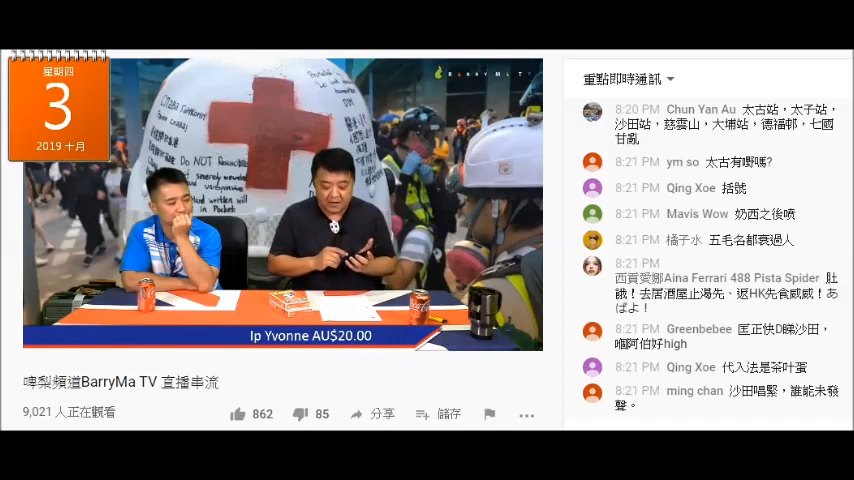 星期四
3
2019 十月
BARRYMA TV
Do NOT Resuscitate
If severely wounded
Hand written will
in Pocket
Ip Yvonne AU$20.00
啤梨頻道BarryMa TV 直播串流
9,021 人正在觀看
862
85
分享
儲存
重點即時通訊
8:20 PM Chun Yan Au 太古站，太子站，
沙田站，慈雲山，大埔站，德福邨，七國
甘亂
8:21 PM ym so 太古有嘢嗎?
8:21 PM Qing Xoe 括號
8:21 PM Mavis Wow 奶西之後噴
8:21 PM 橘子水 五毛名都衰過人
8:21 PM
西貢愛娜Aina Ferrari 488 Pista Spider 肚
餓！去居酒屋止渴先、返HK先食威威！あ
ばよ！
8:21 PM Greenbebee 匡正快D睇沙田，
嗰阿伯好high
8:21 PM Qing Xoe 代入法是茶叶蛋
8:21 PM ming chan 沙田唱緊，誰能未發
聲。